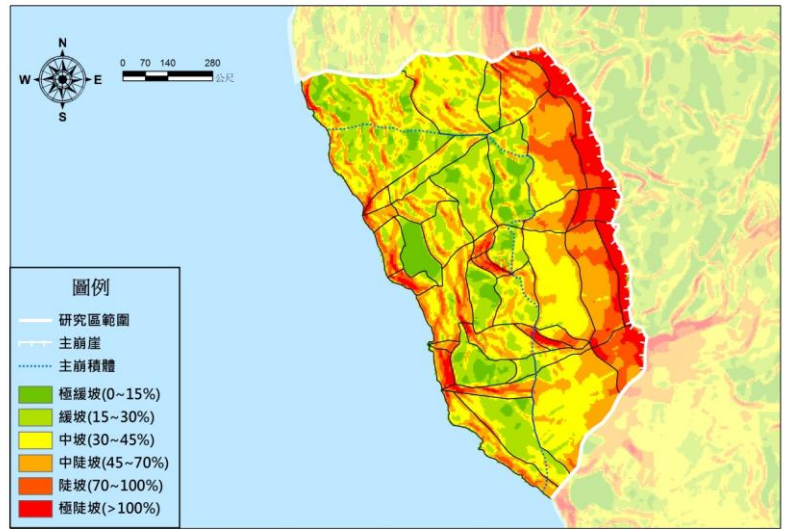 N
W E
S
0 70 140 280
公尺
圖例
研究區範圍
主崩崖
主崩積體
極緩坡(0~15%)
緩坡(15~30%)
中坡(30~45%)
中陡坡(45~70%)
陡坡(70~100%)
極陡坡(>100%)